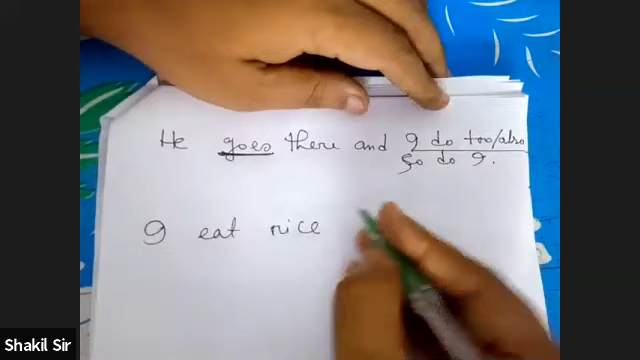 He goes there and I do too/also
So do I.
I eat rice
Shakil Sir